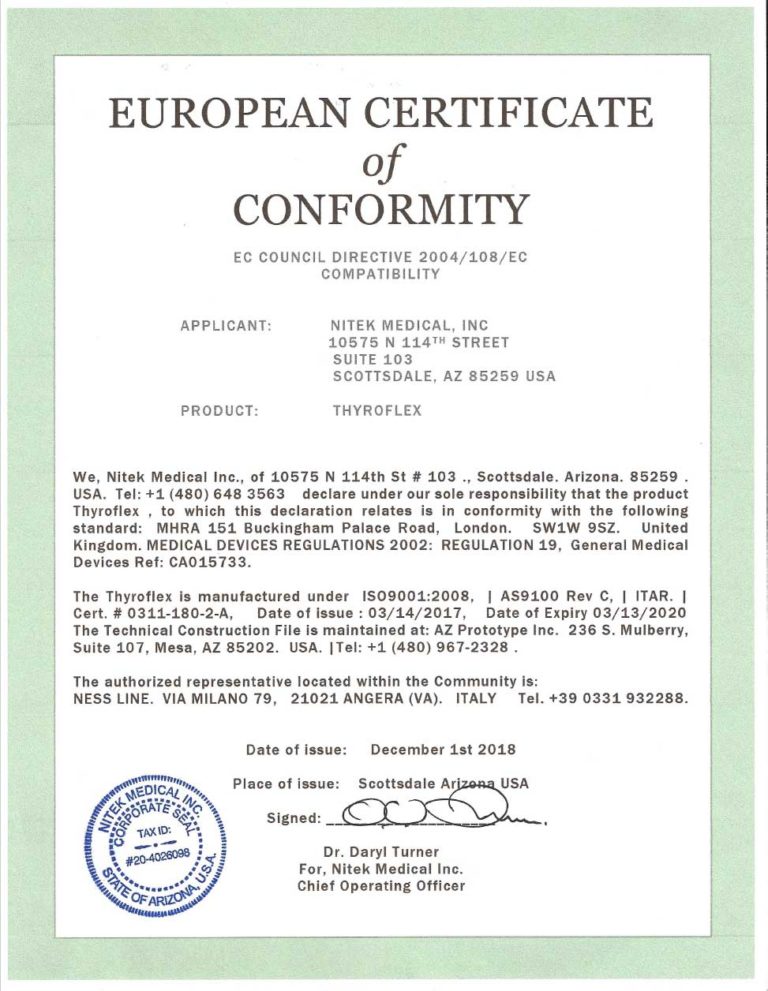 EUROPEAN CERTIFICATE
of
CONFORMITY
EC COUNCIL DIRECTIVE 2004/108/EC
COMPATIBILITY
APPLICANT: NITEK MEDICAL, INC
10575 N 114TH STREET
SUITE 103
SCOTTSDALE, AZ 85259 USA
PRODUCT: THYROFLEX
We, Nitek Medical Inc., of 10575 N 114th St # 103 ., Scottsdale. Arizona. 85259 .
USA. Tel: +1 (480) 648 3563 declare under our sole responsibility that the product
Thyroflex , to which this declaration relates is in conformity with the following
standard: MHRA 151 Buckingham Palace Road, London. SW1W 9SZ. United
Kingdom. MEDICAL DEVICES REGULATIONS 2002: REGULATION 19, General Medical
Devices Ref: CA015733.
The Thyroflex is manufactured under ISO9001:2008, | AS9100 Rev C, | ITAR. |
Cert. # 0311-180-2-A, Date of issue : 03/14/2017, Date of Expiry 03/13/2020
The Technical Construction File is maintained at: AZ Prototype Inc. 236 S. Mulberry,
Suite 107, Mesa, AZ 85202. USA. |Tel: +1 (480) 967-2328 .
The authorized representative located within the Community is:
NESS LINE. VIA MILANO 79, 21021 ANGERA (VA). ITALY Tel. +39 0331 932288.
Date of issue: December 1st 2018
Place of issue: Scottsdale Arizona USA
Signed:
Dr. Daryl Turner
For, Nitek Medical Inc.
Chief Operating Officer
NITEK MEDICAL INC.
CORPORATE SEAL
TAX ID:
#20-4026098
STATE OF ARIZONA, U.S.A.